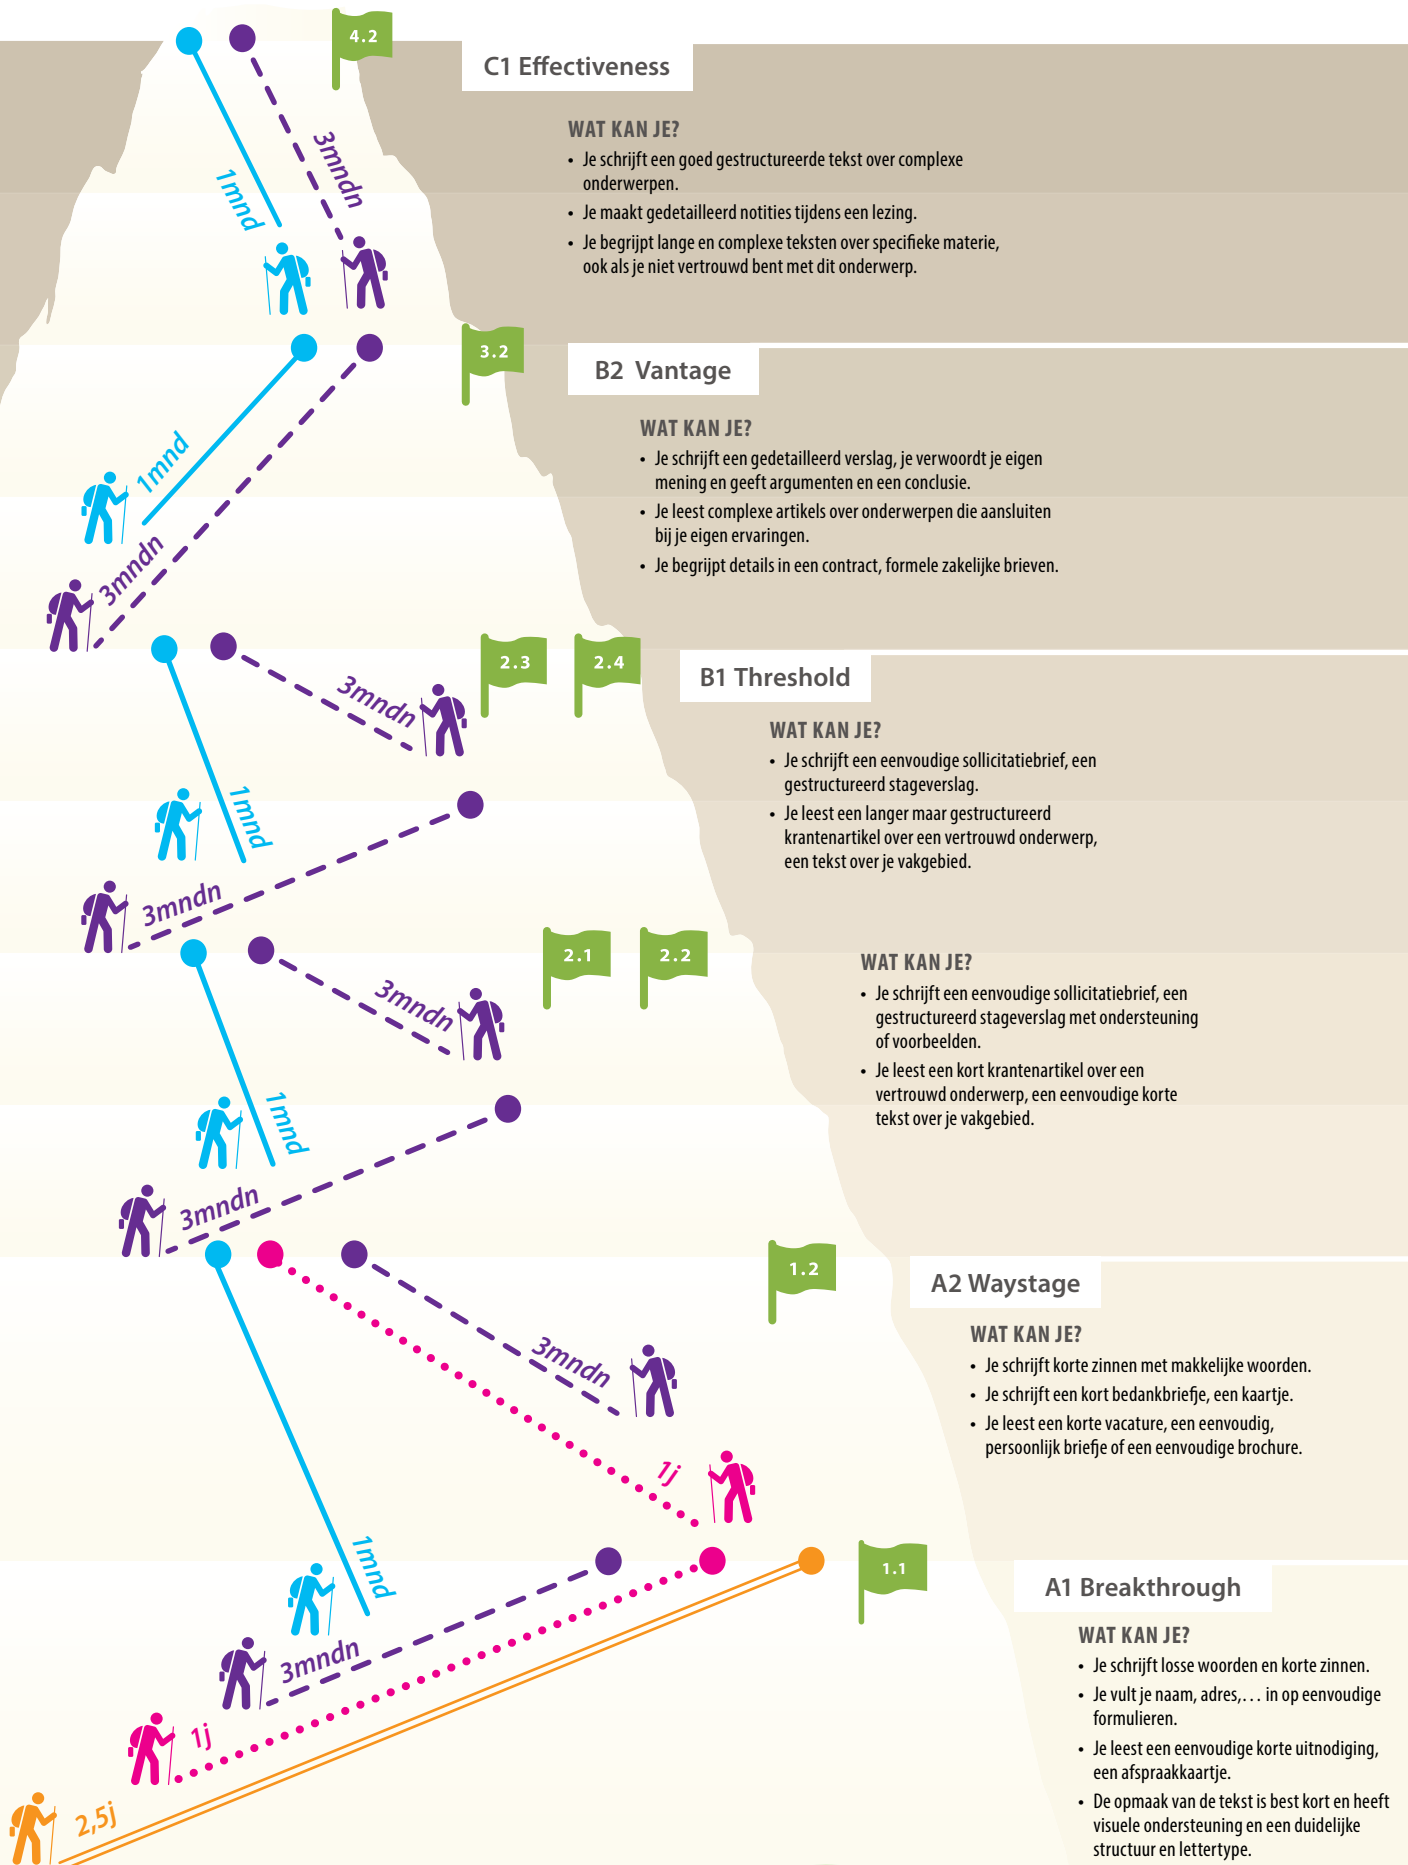 4.2
C1 Effectiveness
WAT KAN JE?
• Je schrijft een goed gestructureerde tekst over complexe
onderwerpen.
• Je maakt gedetailleerd notities tijdens een lezing.
• Je begrijpt lange en complexe teksten over specifieke materie,
ook als je niet vertrouwd bent met dit onderwerp.
1mnd
3mndn
3.2
B2 Vantage
WAT KAN JE?
• Je schrijft een gedetailleerd verslag, je verwoordt je eigen
mening en geeft argumenten en een conclusie.
• Je leest complexe artikels over onderwerpen die aansluiten
bij je eigen ervaringen.
• Je begrijpt details in een contract, formele zakelijke brieven.
1mnd
3mndn
2.3
2.4
B1 Threshold
WAT KAN JE?
• Je schrijft een eenvoudige sollicitatiebrief, een
gestructureerd stageverslag.
• Je leest een langer maar gestructureerd
krantenartikel over een vertrouwd onderwerp,
een tekst over je vakgebied.
3mndn
1mnd
3mndn
2.1
2.2
WAT KAN JE?
• Je schrijft een eenvoudige sollicitatiebrief, een
gestructureerd stageverslag met ondersteuning
of voorbeelden.
• Je leest een kort krantenartikel over een
vertrouwd onderwerp, een eenvoudige korte
tekst over je vakgebied.
3mndn
1mnd
3mndn
1.2
A2 Waystage
WAT KAN JE?
• Je schrijft korte zinnen met makkelijke woorden.
• Je schrijft een kort bedankbriefje, een kaartje.
• Je leest een korte vacature, een eenvoudig,
persoonlijk briefje of een eenvoudige brochure.
3mndn
1j
1mnd
1.1
A1 Breakthrough
WAT KAN JE?
• Je schrijft losse woorden en korte zinnen.
• Je vult je naam, adres,… in op eenvoudige
formulieren.
• Je leest een eenvoudige korte uitnodiging,
een afspraakkaartje.
• De opmaak van de tekst is best kort en heeft
visuele ondersteuning en een duidelijke
structuur en lettertype.
3mndn
1j
2,5j